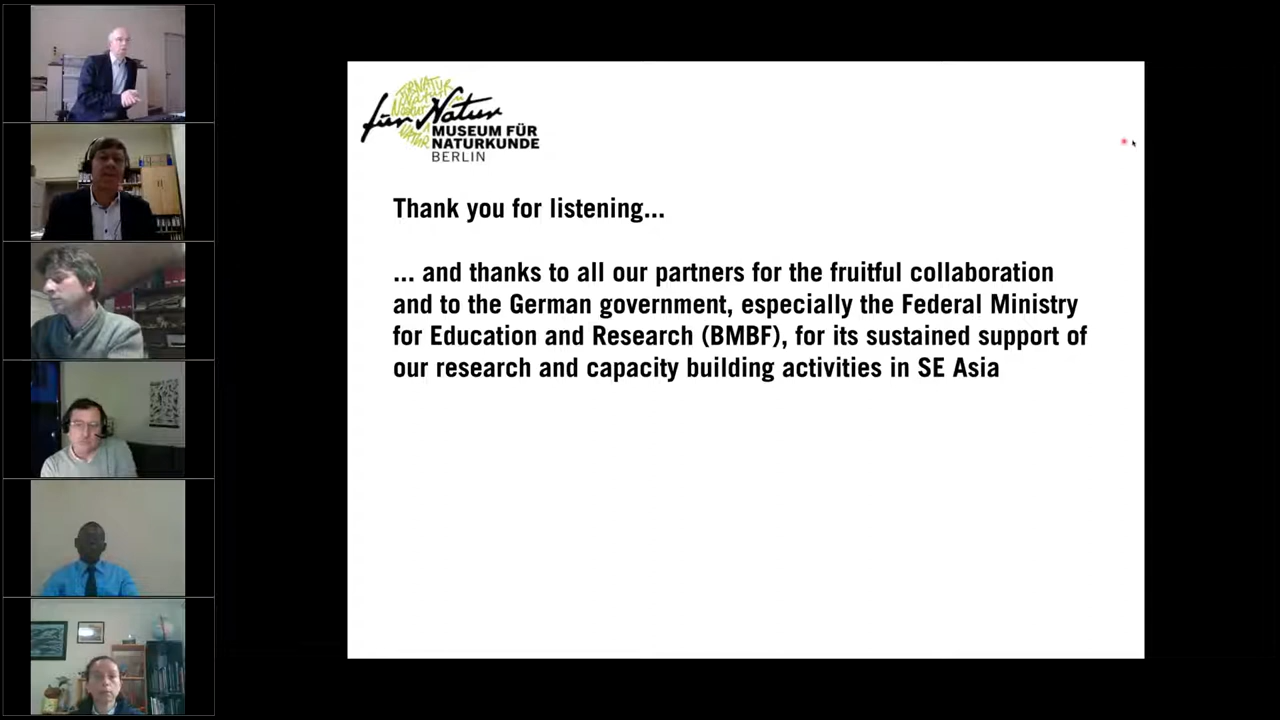 für Natur
MUSEUM FÜR
NATURKUNDE
BERLIN
Thank you for listening...
... and thanks to all our partners for the fruitful collaboration
and to the German government, especially the Federal Ministry
for Education and Research (BMBF), for its sustained support of
our research and capacity building activities in SE Asia